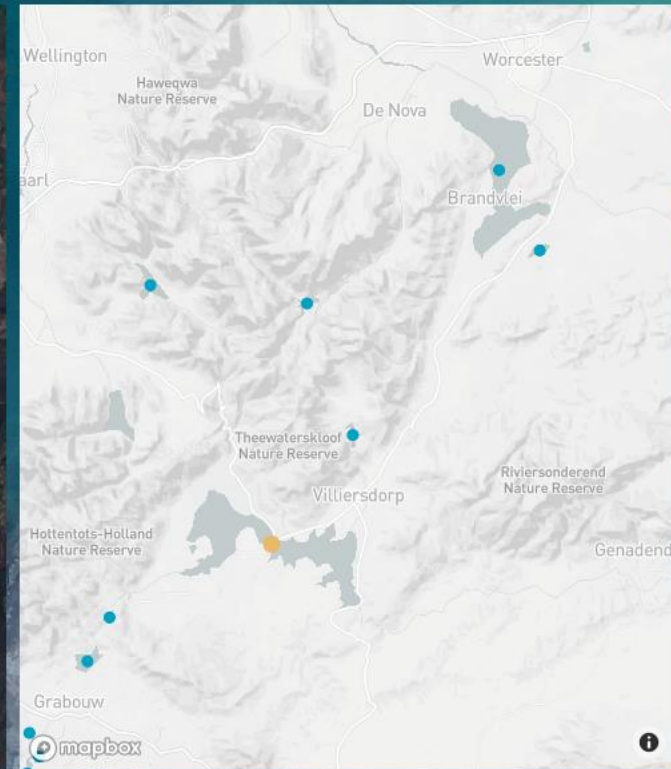 Wellington
Worcester
Haweqwa
Nature Reserve
De Nova
aarl
Brandvlei
Theewaterskloof
Nature Reserve
Riviersonderend
Nature Reserve
Villiersdorp
Hottentots-Holland
Nature Reserve
Genadend
Grabouw
mapbox